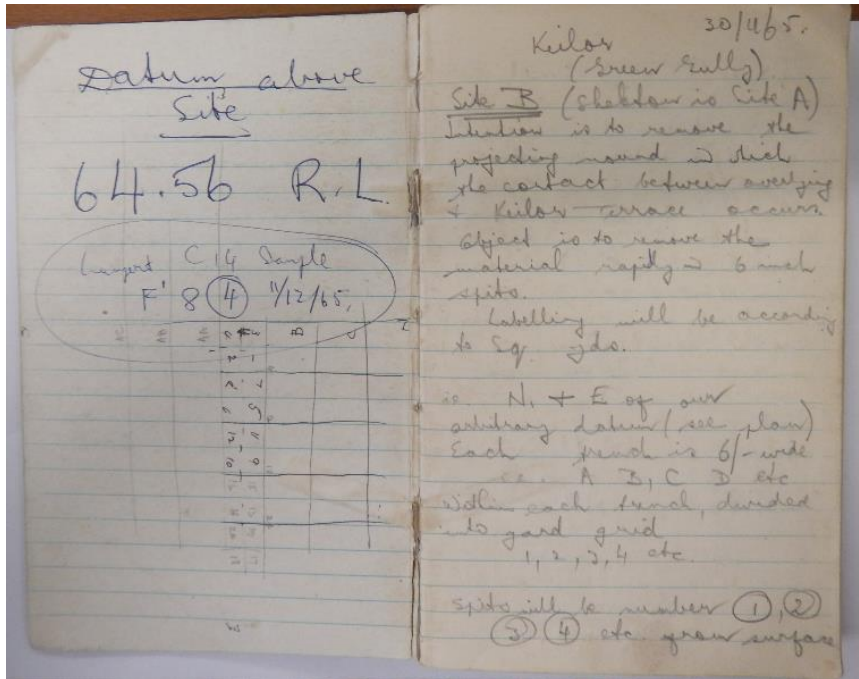 Datum above
Site
64.56 R.L.
C14 Sample
F' 8 4 11/12/65.
B
30/11/65.
Keilor
(Green Gully)
Site B (Skeleton is Site A)
Intention is to remove the
projecting mound in which
the contact between overlying
& Keilor terrace occurs.
Object is to remove the
material rapidly in 6 inch
spits.
Labelling will be according
to Sq. yds.
ie. N. + E of our
arbitrary datum (see plan)
Each trench is 6/- wide
i.e. A B, C D etc
Within each trench, divided
into yard grid
1, 2, 3, 4 etc.
Spits will be number 1, 2
3 4 etc from surface